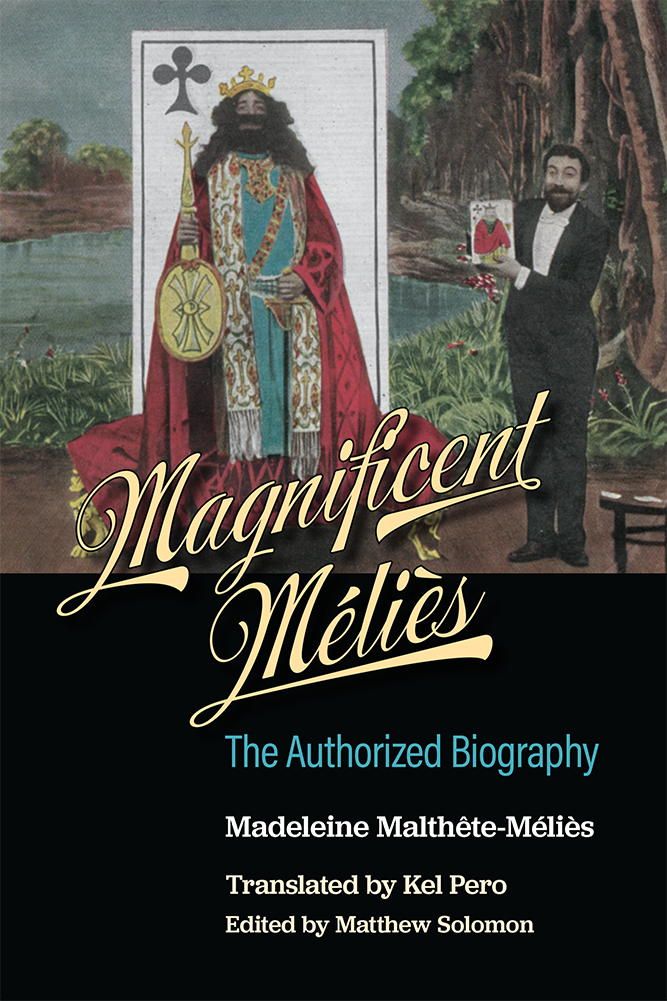 Magnificent
Méliès
The Authorized Biography
Madeleine Malthête-Méliès
Translated by Kel Pero
Edited by Matthew Solomon